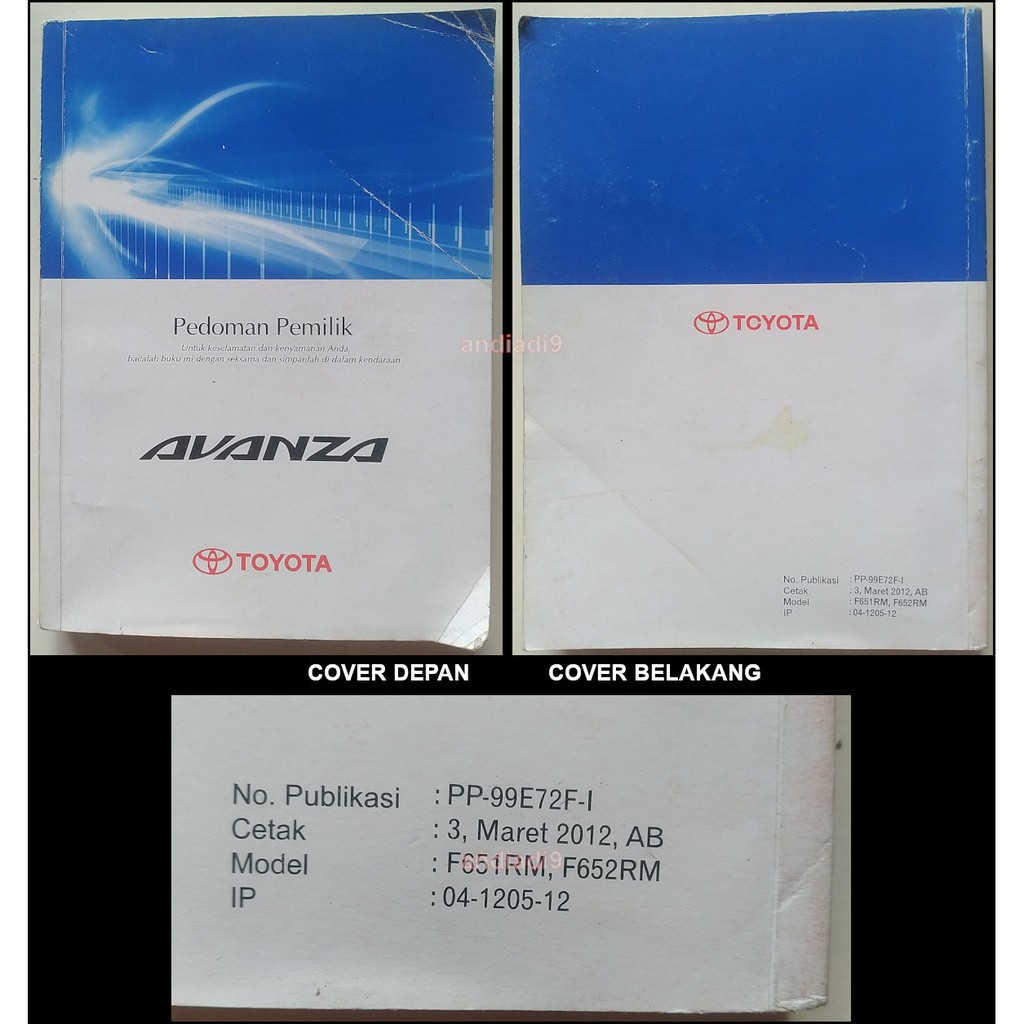 Pedoman Pemilik
Untuk keselamatan dan kenyamanan Anda,
bacalah buku ini dengan seksama dan simpanlah di dalam kendaraan
AVANZA
TOYOTA
TOYOTA
andiadi9
No. Publikasi : PP-99E72F-I
Cetak : 3, Maret 2012, AB
Model : F651RM, F652RM
IP : 04-1205-12
COVER DEPAN
COVER BELAKANG
No. Publikasi : PP-99E72F-I
Cetak : 3, Maret 2012, AB
Model : F651RM, F652RM
IP : 04-1205-12
andiadi9